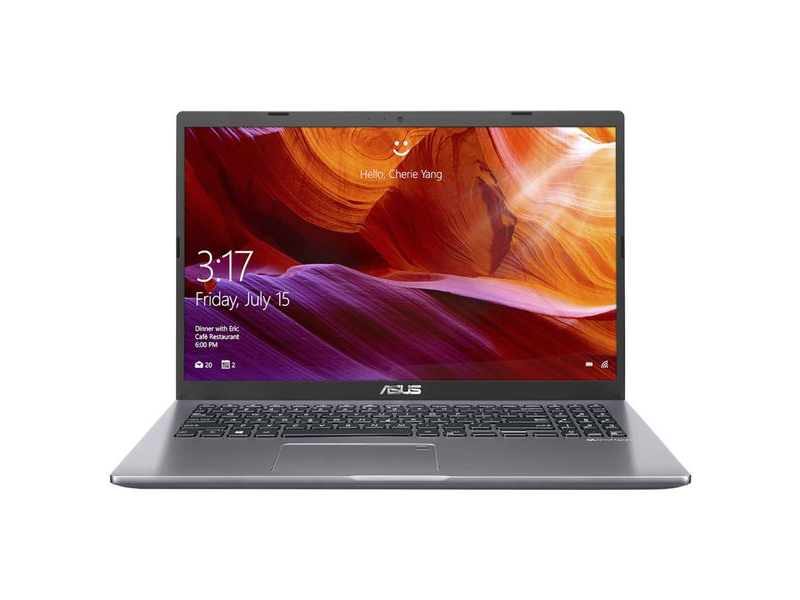 Hello, Cherie Yang
3:17
Friday, July 15
Dinner with Eric
Café Restaurant
6:00 PM
20
2
ASUS